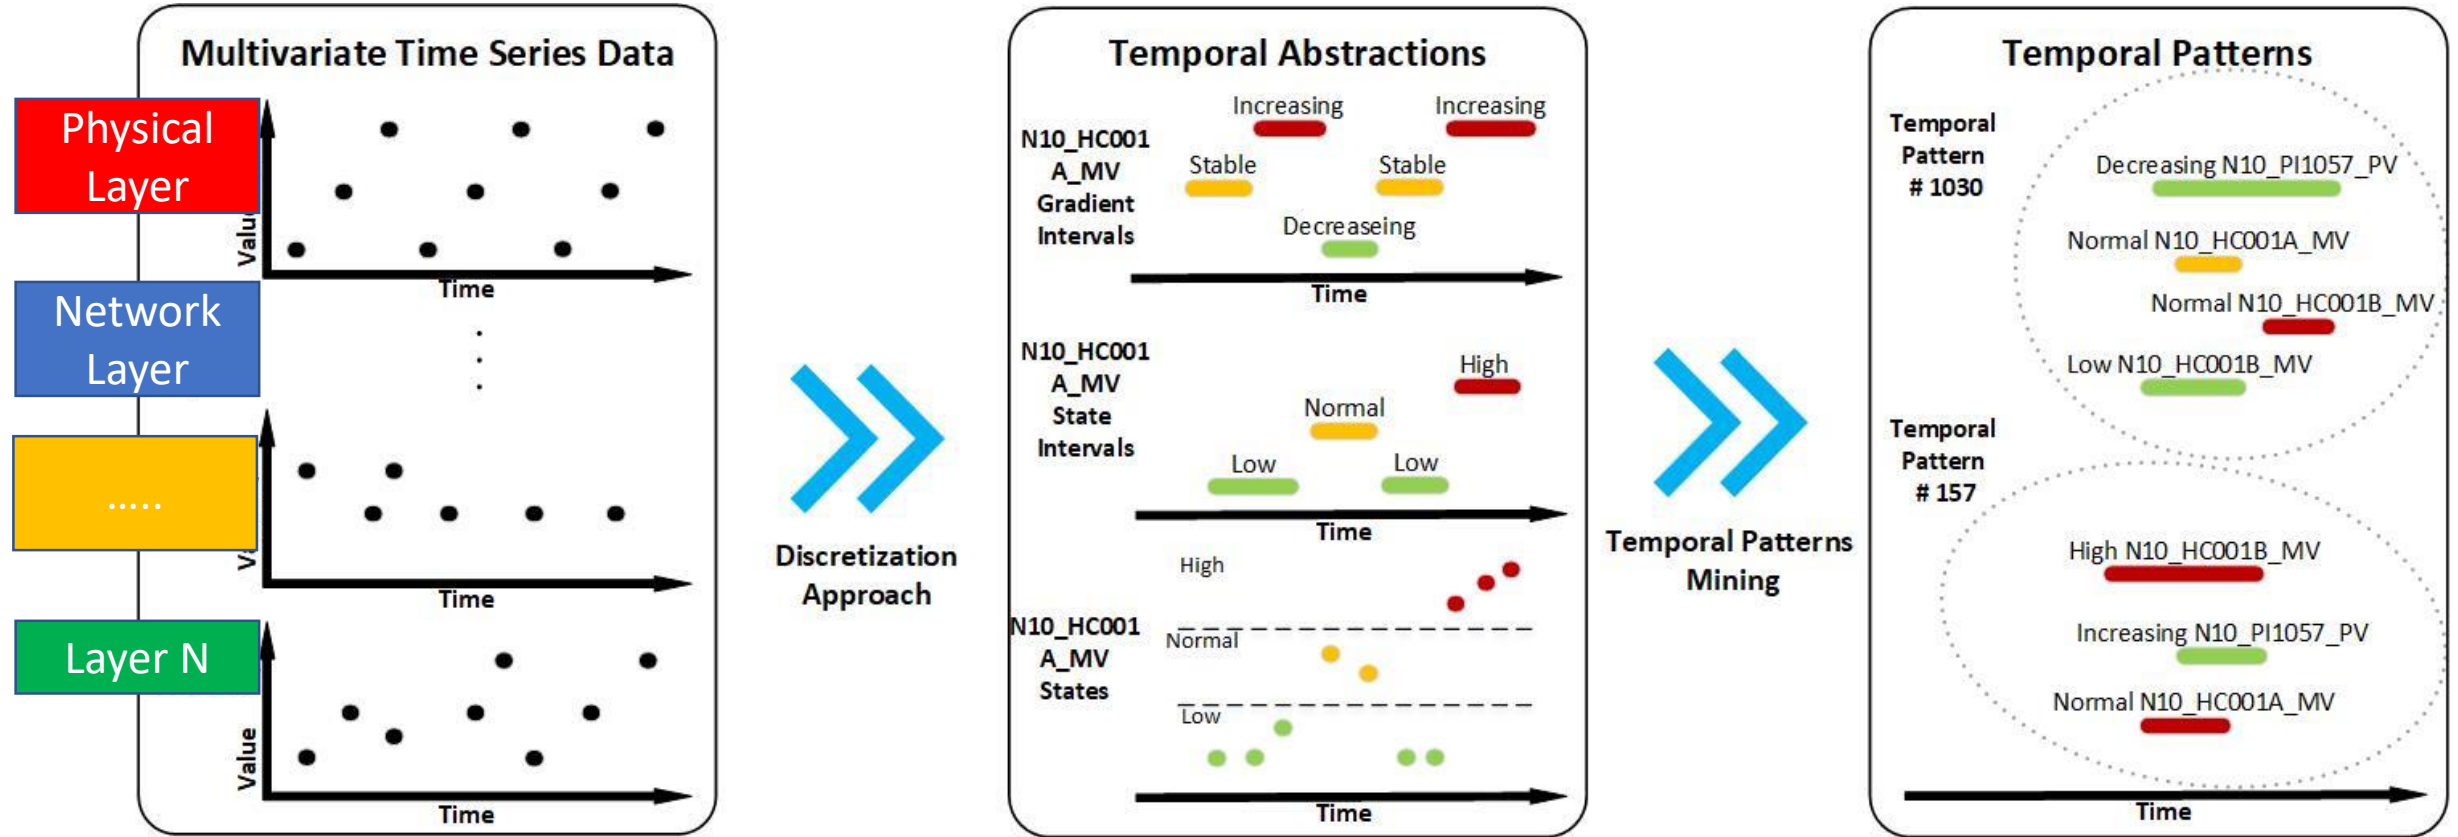 Multivariate Time Series Data
Physical
Layer
Value
Time
Network
Layer
.....
Time
Layer N
Value
Time
Discretization
Approach
Temporal Abstractions
N10_HC001
A_MV
Gradient
Intervals
Increasing
Increasing
Stable
Stable
Decreaseing
Time
N10_HC001
A_MV
State
Intervals
High
Normal
Low
Low
Time
N10_HC001
A_MV
States
High
Normal
Low
Time
Temporal Patterns
Mining
Temporal Patterns
Temporal
Pattern
# 1030
Decreasing N10_PI1057_PV
Normal N10_HC001A_MV
Normal N10_HC001B_MV
Low N10_HC001B_MV
Temporal
Pattern
# 157
High N10_HC001B_MV
Increasing N10_PI1057_PV
Normal N10_HC001A_MV
Time